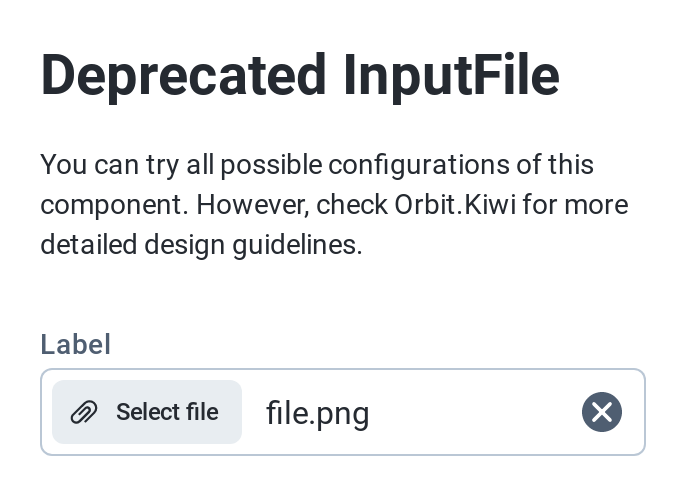 Deprecated InputFile
You can try all possible configurations of this
component. However, check Orbit.Kiwi for more
detailed design guidelines.
Label
Select file file.png